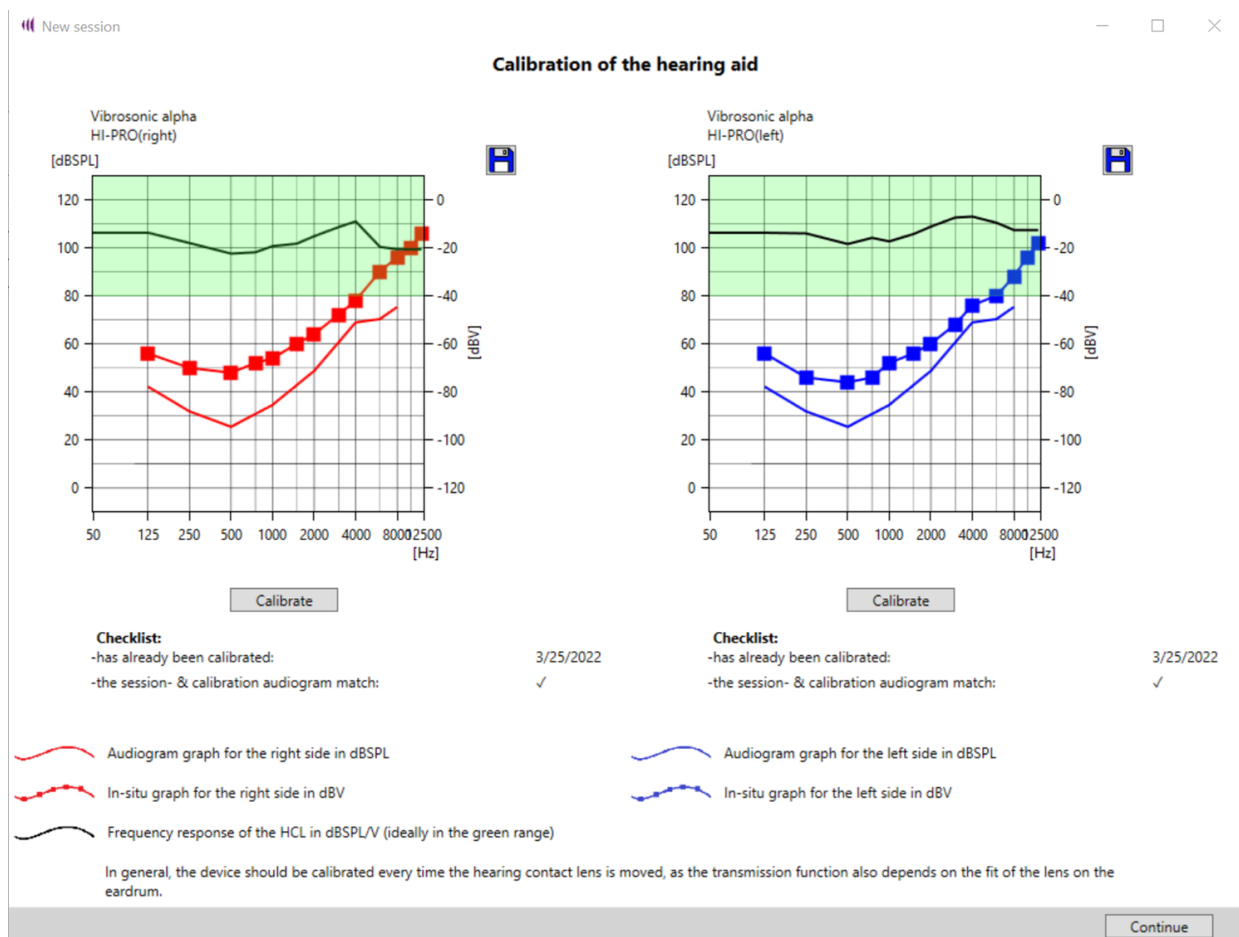 New session
Calibration of the hearing aid
Vibrosonic alpha
HI-PRO(right)
[dBSPL]
120
100
80
60
40
20
0
0
-20
-40
-60
-80
-100
-120
[dBV]
50 125 250 500 1000 2000 4000 8000 12500
[Hz]
Calibrate
Checklist:
-has already been calibrated: 3/25/2022
-the session- & calibration audiogram match: ✓
Vibrosonic alpha
HI-PRO(left)
[dBSPL]
120
100
80
60
40
20
0
0
-20
-40
-60
-80
-100
-120
[dBV]
50 125 250 500 1000 2000 4000 8000 12500
[Hz]
Calibrate
Checklist:
-has already been calibrated: 3/25/2022
-the session- & calibration audiogram match: ✓
Audiogram graph for the right side in dBSPL
In-situ graph for the right side in dBV
Frequency response of the HCL in dBSPL/V (ideally in the green range)
Audiogram graph for the left side in dBSPL
In-situ graph for the left side in dBV
In general, the device should be calibrated every time the hearing contact lens is moved, as the transmission function also depends on the fit of the lens on the
eardrum.
Continue